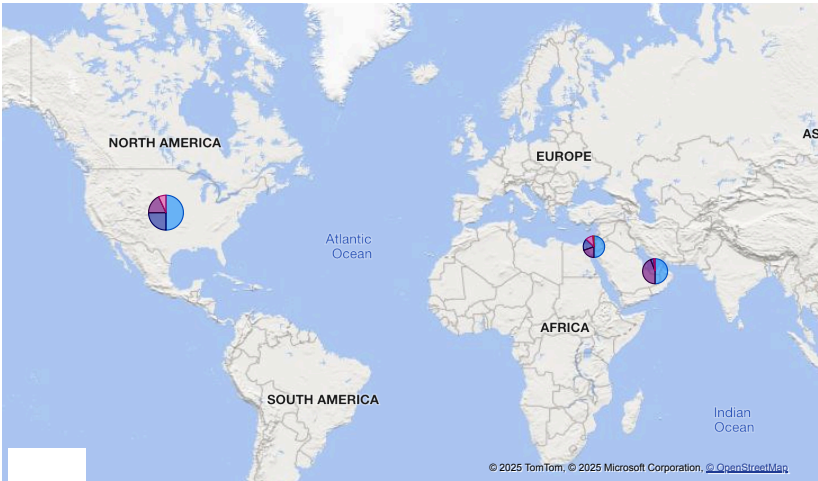 NORTH AMERICA
EUROPE
AS
Atlantic
Ocean
AFRICA
SOUTH AMERICA
Indian
Ocean
© 2025 TomTom, © 2025 Microsoft Corporation, © OpenStreetMap